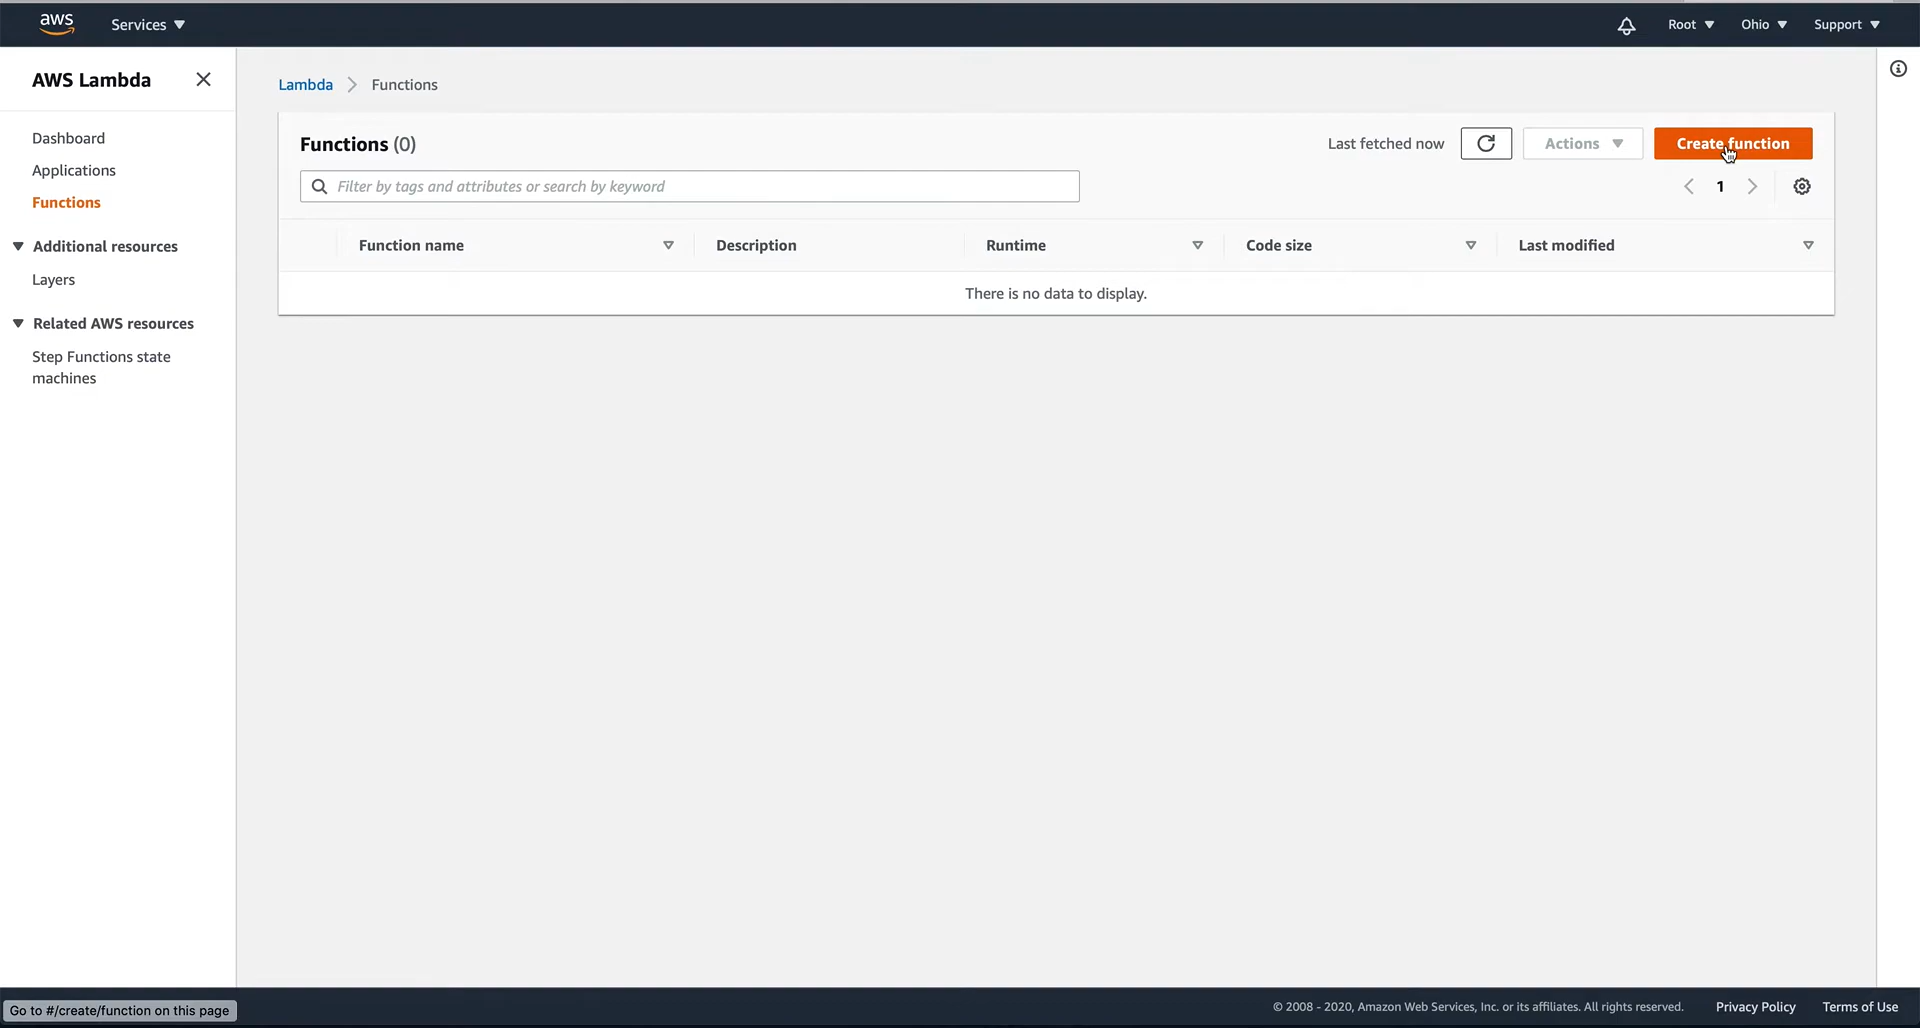 aws
Services
Root
Ohio
Support
AWS Lambda
Dashboard
Applications
Functions
Additional resources
Layers
Related AWS resources
Step Functions state
machines
Lambda
Functions
Functions (0)
Last fetched now
Actions
Create function
Filter by tags and attributes or search by keyword
1
Function name
Description
Runtime
Code size
Last modified
There is no data to display.
Go to #/create/function on this page
© 2008 - 2020, Amazon Web Services, Inc. or its affiliates. All rights reserved.
Privacy Policy
Terms of Use